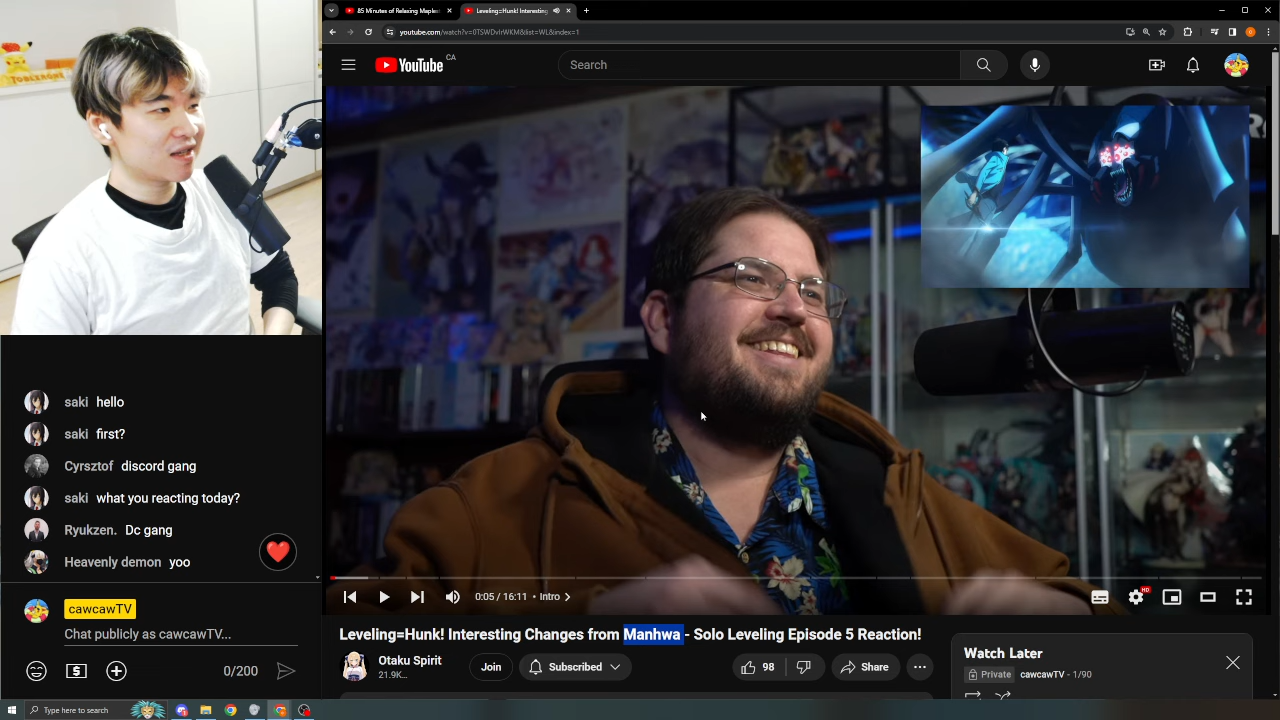 85 Minutes of Relaxing Maples
Leveling=Hunk! Interesting
youtube.com/watch?v=0TSWDvIrWKM&list=WL&index=1
YouTube CA
Search
saki hello
saki first?
Cyrsztof discord gang
saki what you reacting today?
Ryukzen. Dc gang
Heavenly demon yoo
cawcawTV
Chat publicly as cawcawTV...
0/200
0:05 / 16:11 • Intro
HD
Leveling=Hunk! Interesting Changes from Manhwa - Solo Leveling Episode 5 Reaction!
Otaku Spirit
21.9K...
Join
Subscribed
98
Share
Watch Later
Private cawcawTV - 1/90
Type here to search